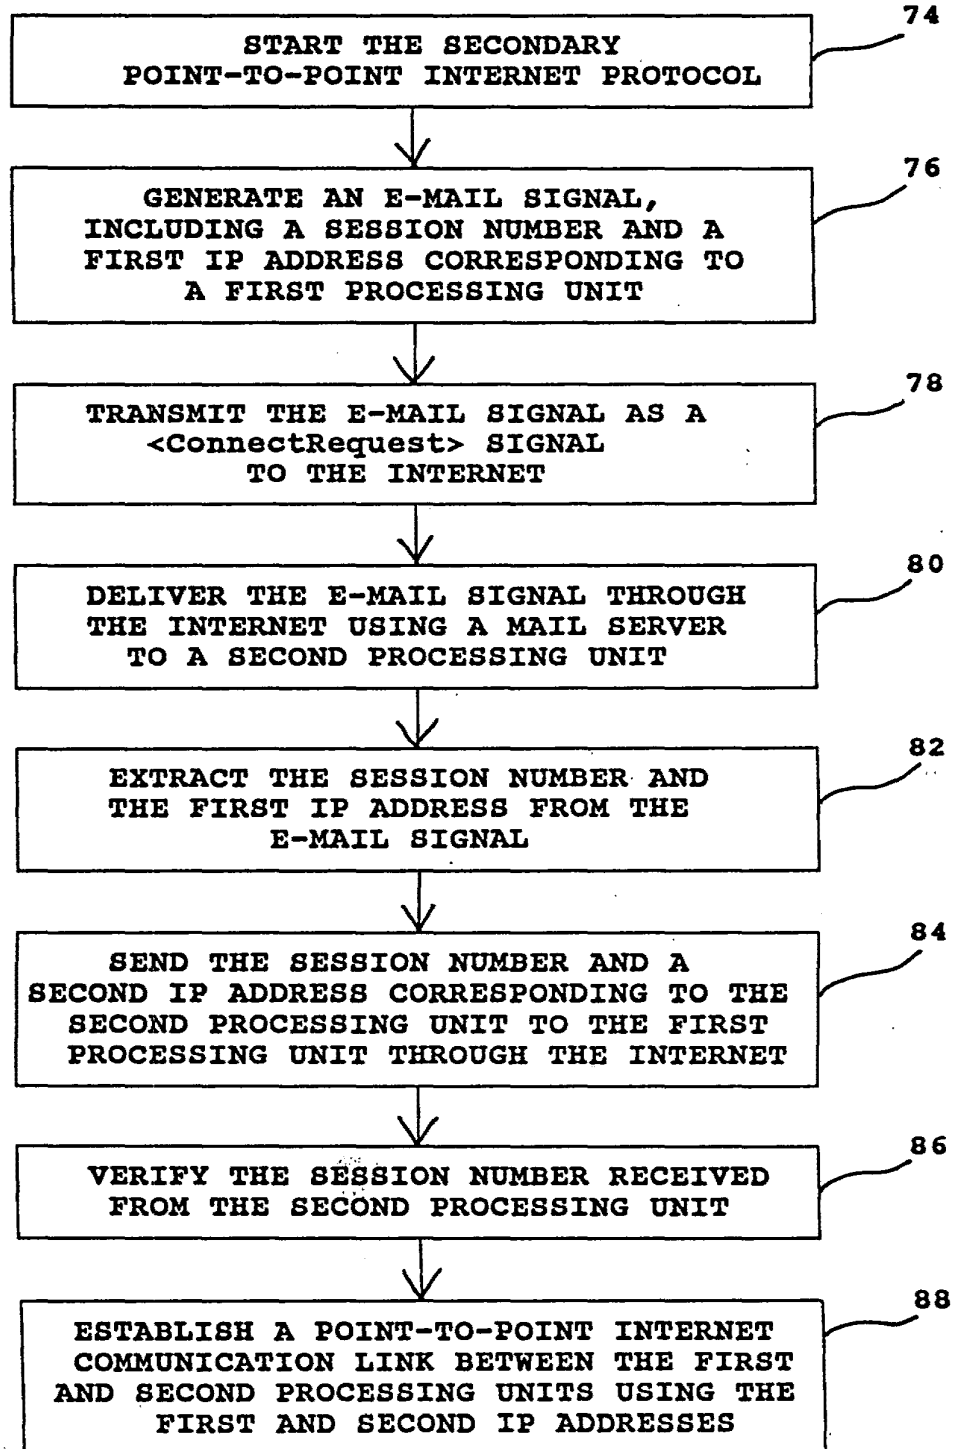 74
START THE SECONDARY
POINT-TO-POINT INTERNET PROTOCOL
76
GENERATE AN E-MAIL SIGNAL,
INCLUDING A SESSION NUMBER AND A
FIRST IP ADDRESS CORRESPONDING TO
A FIRST PROCESSING UNIT
78
TRANSMIT THE E-MAIL SIGNAL AS A
<ConnectRequest> SIGNAL
TO THE INTERNET
80
DELIVER THE E-MAIL SIGNAL THROUGH
THE INTERNET USING A MAIL SERVER
TO A SECOND PROCESSING UNIT
82
EXTRACT THE SESSION NUMBER AND
THE FIRST IP ADDRESS FROM THE
E-MAIL SIGNAL
84
SEND THE SESSION NUMBER AND A
SECOND IP ADDRESS CORRESPONDING TO THE
SECOND PROCESSING UNIT TO THE FIRST
PROCESSING UNIT THROUGH THE INTERNET
86
VERIFY THE SESSION NUMBER RECEIVED
FROM THE SECOND PROCESSING UNIT
88
ESTABLISH A POINT-TO-POINT INTERNET
COMMUNICATION LINK BETWEEN THE FIRST
AND SECOND PROCESSING UNITS USING THE
FIRST AND SECOND IP ADDRESSES